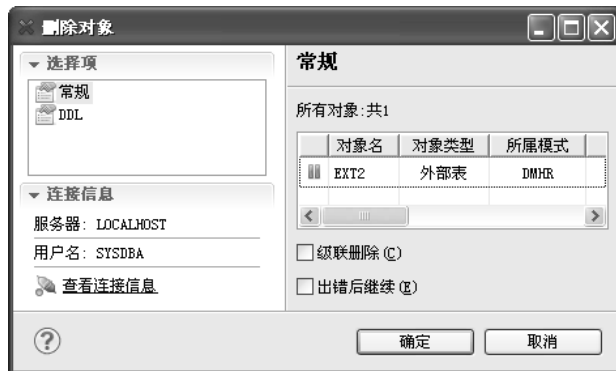 删除对象
选择项
常规
DDL
连接信息
服务器: LOCALHOST
用户名: SYSDBA
查看连接信息
常规
所有对象:共1
对象名 对象类型 所属模式
EXT2 外部表 DMHR
级联删除(C)
出错后继续(E)
确定 取消